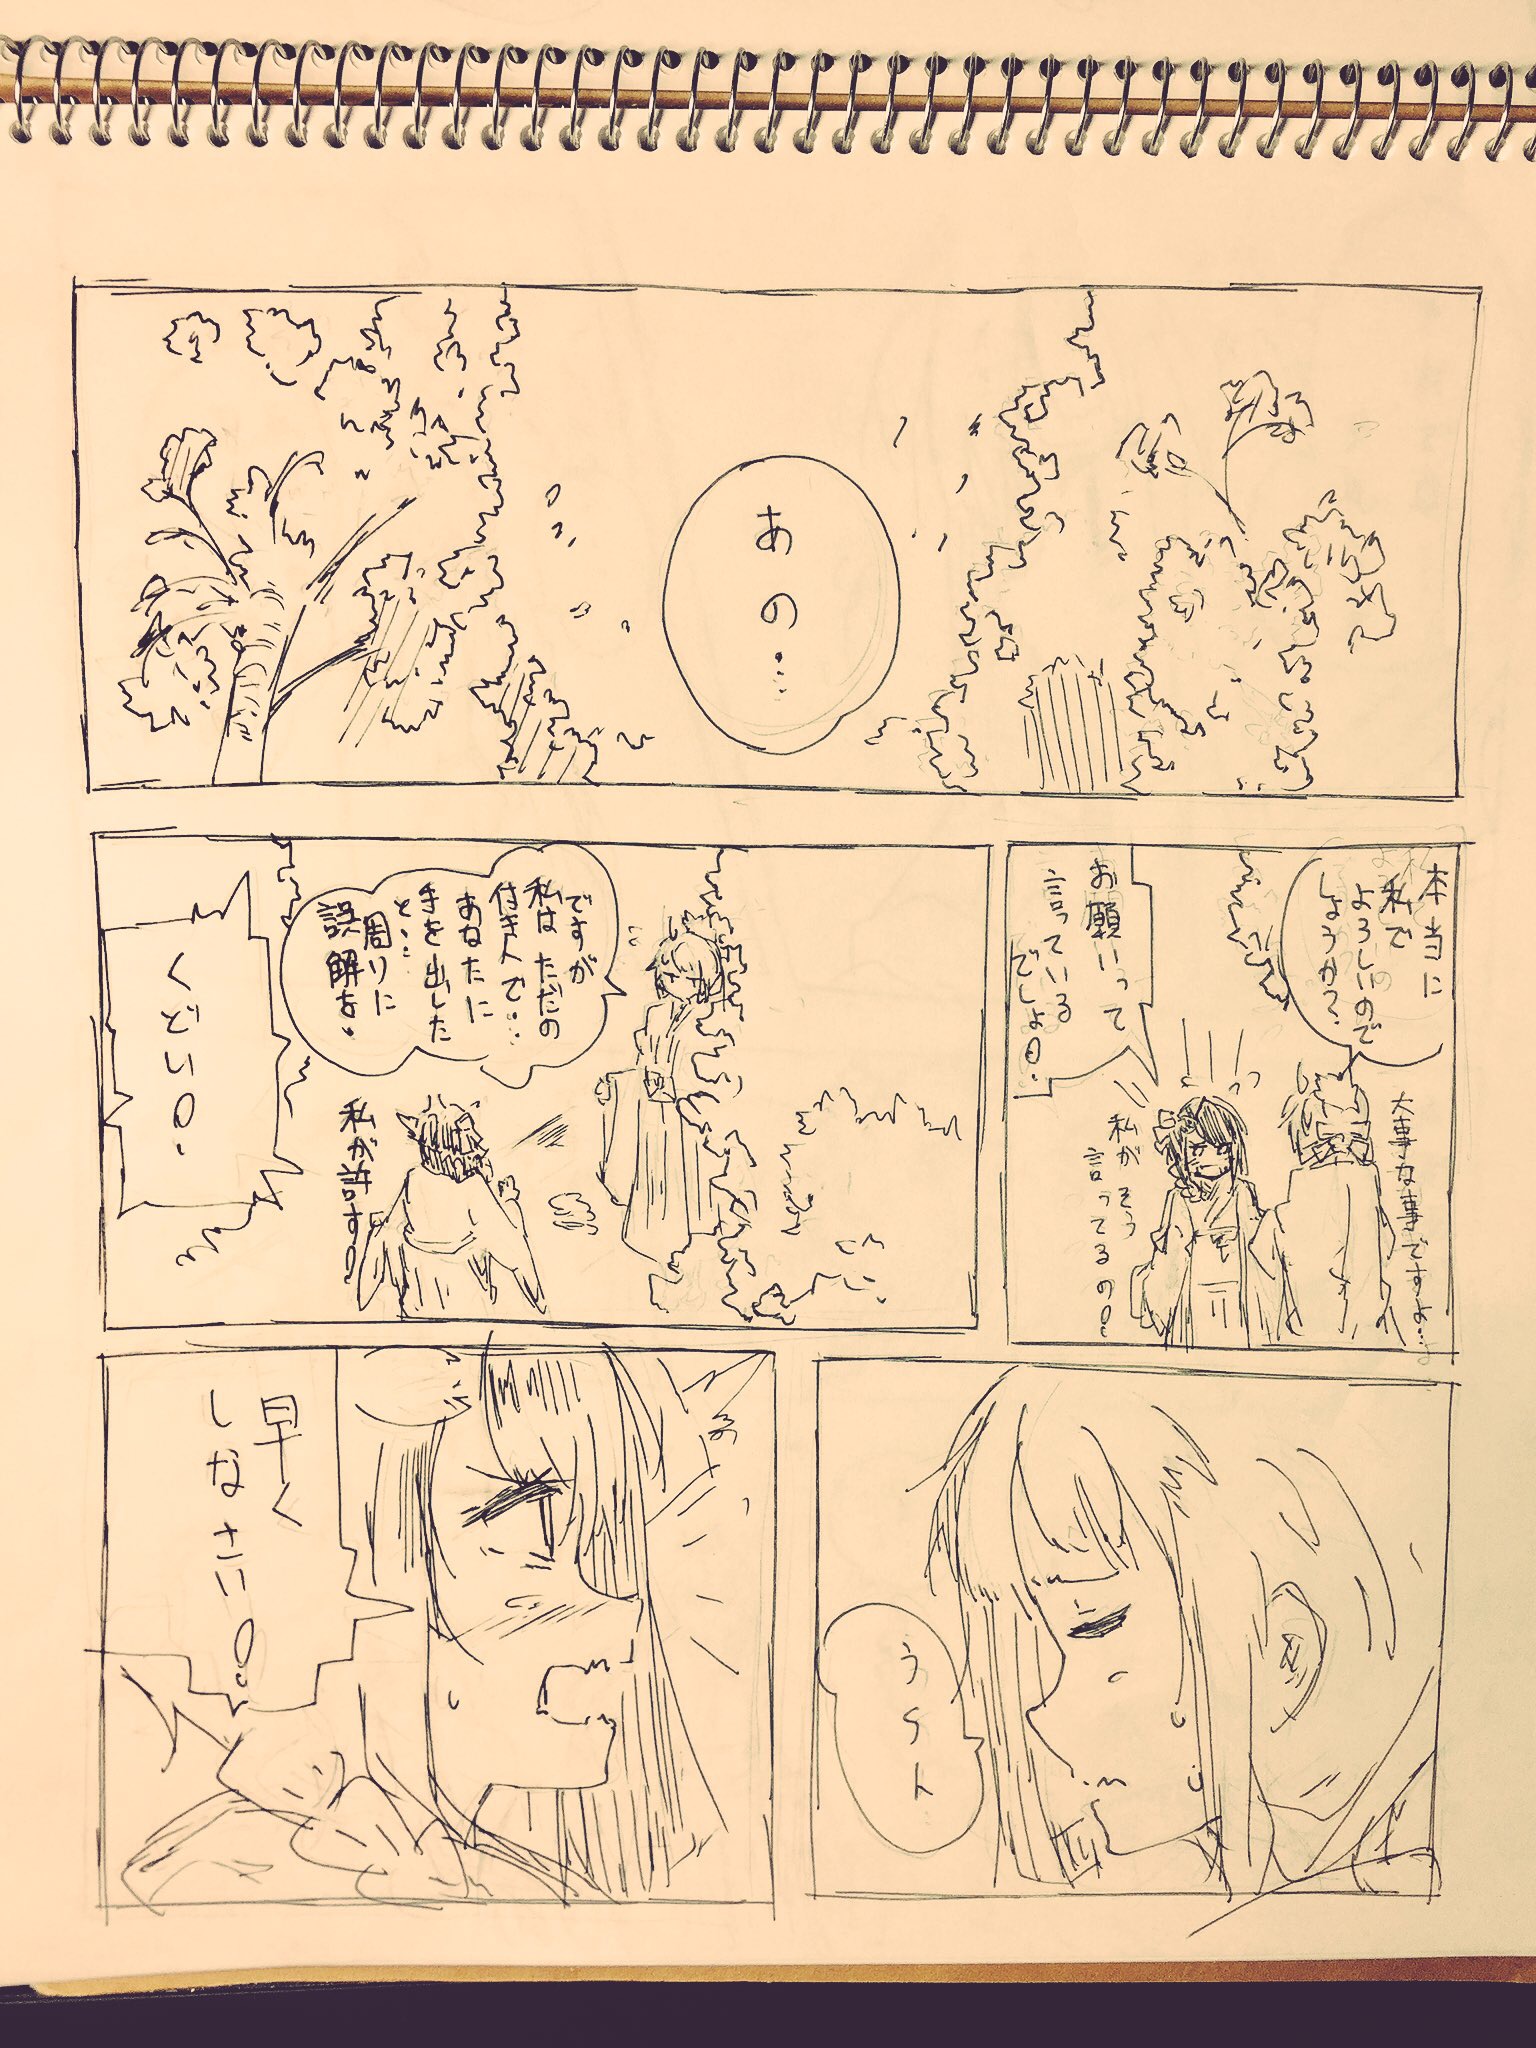 あの…
本当に
私で
よろしいので
しょうか?
大事な事ですよ…
お願いって
言っている
でしょ!
私がそう
言ってるの!
ですが
私はただの
付き人で…
あなたに
手を出した
と…
周りに
誤解を
私が許す!
くどい!
早く
しなさい!!